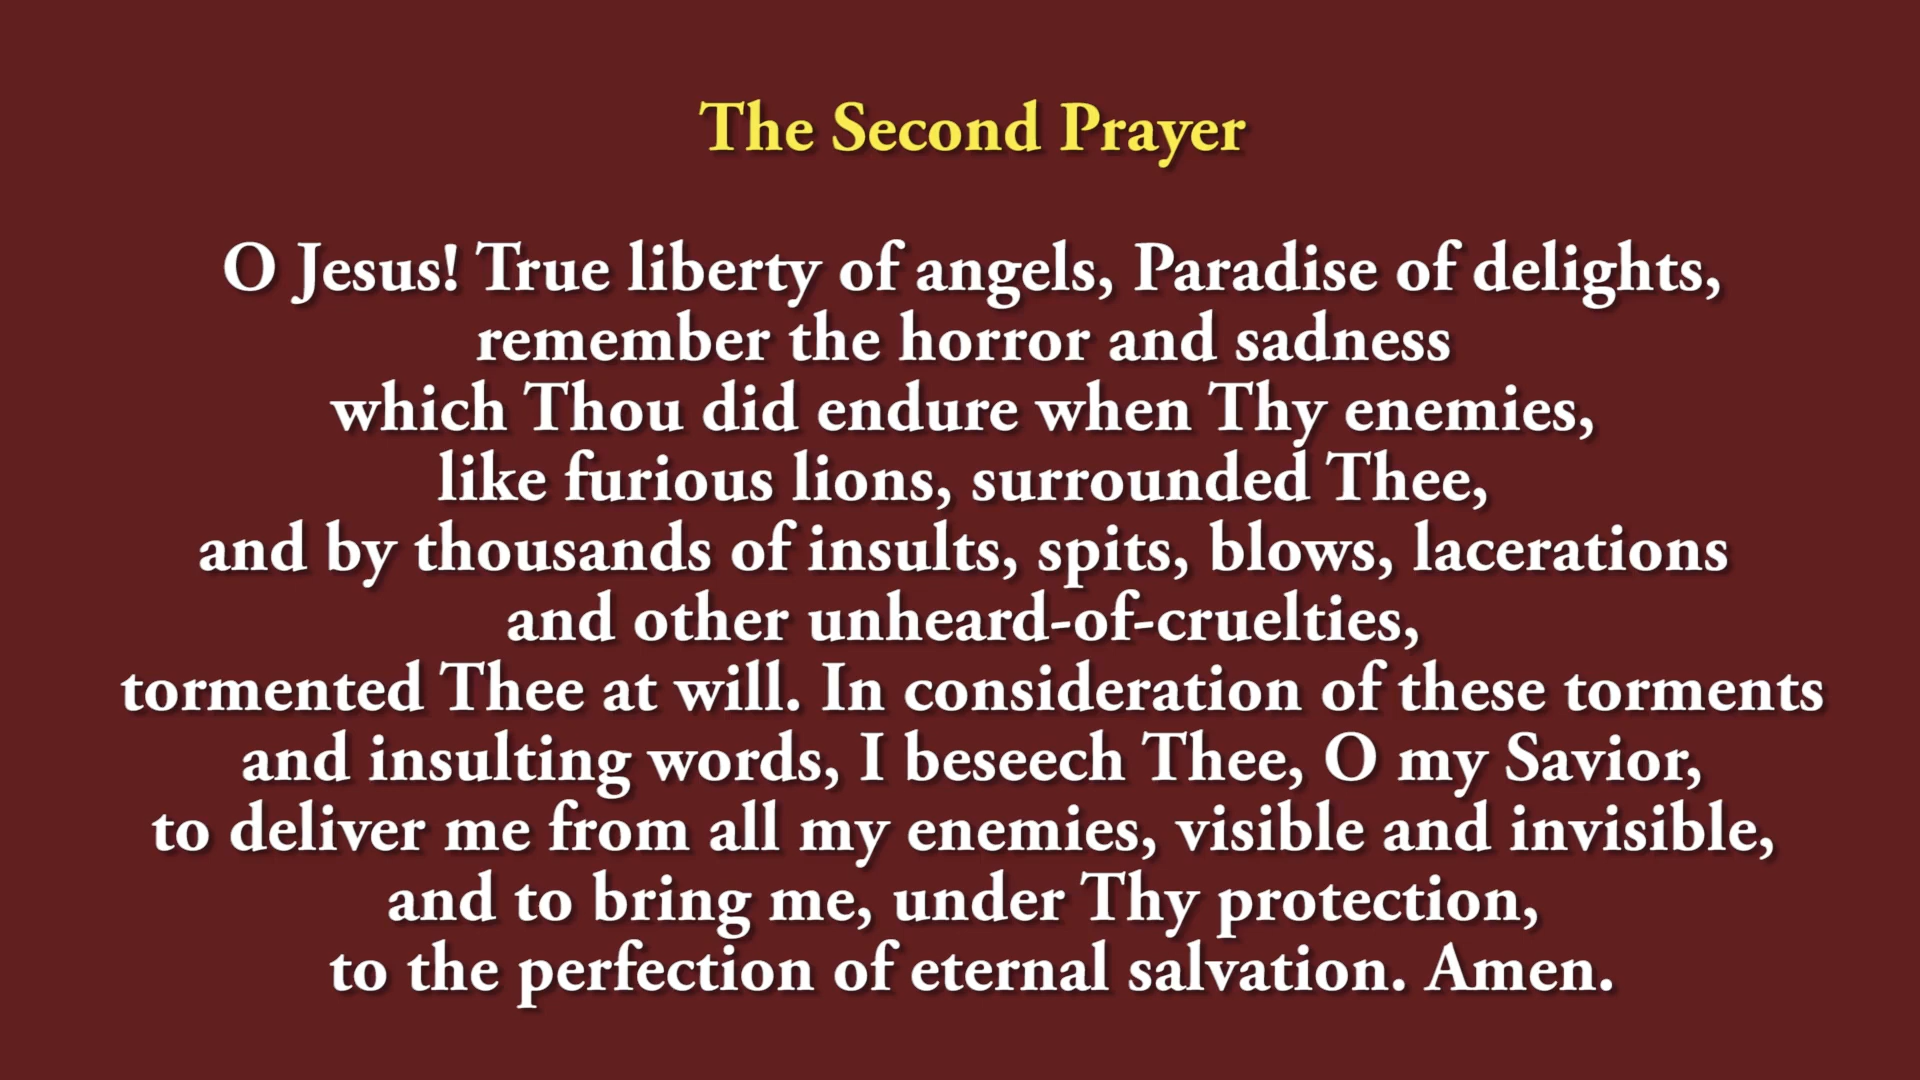 The Second Prayer
O Jesus! True liberty of angels, Paradise of delights,
remember the horror and sadness
which Thou did endure when Thy enemies,
like furious lions, surrounded Thee,
and by thousands of insults, spits, blows, lacerations
and other unheard-of-cruelties,
tormented Thee at will. In consideration of these torments
and insulting words, I beseech Thee, O my Savior,
to deliver me from all my enemies, visible and invisible,
and to bring me, under Thy protection,
to the perfection of eternal salvation. Amen.